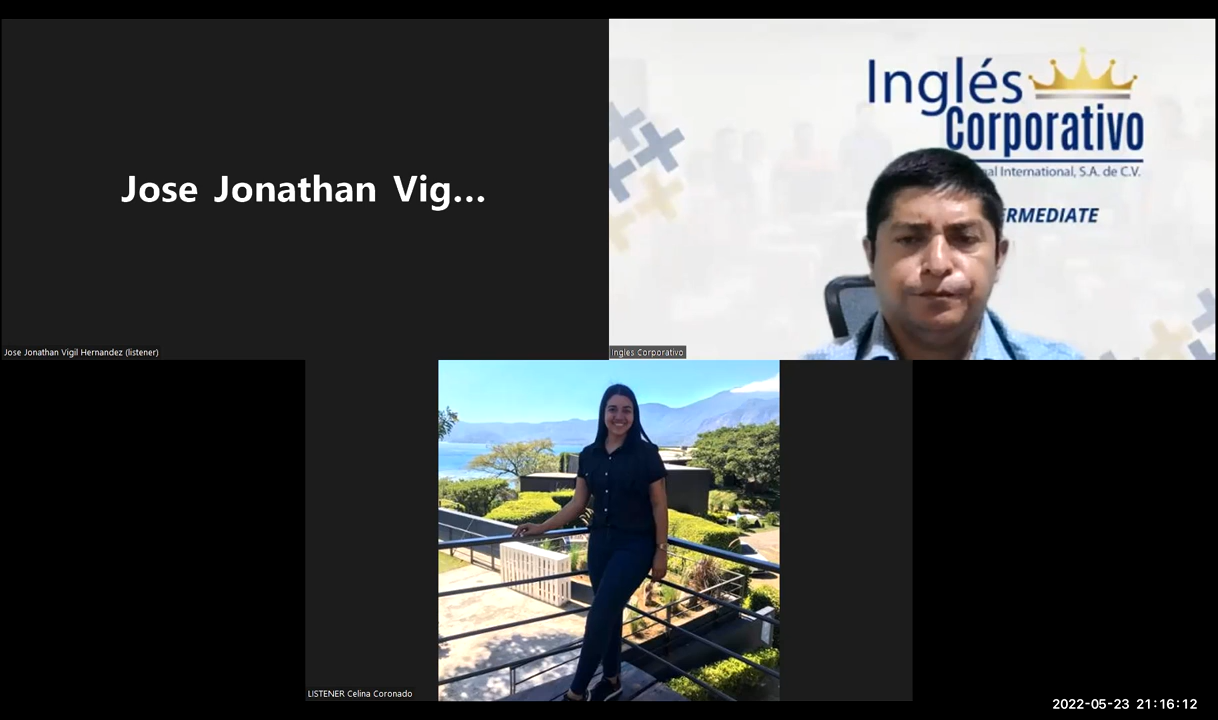 Jose Jonathan Vig...
Jose Jonathan Vigil Hernandez (listener)
Inglés
Corporativo
nal International, S.A. de C.V.
ERMEDIATE
Ingles Corporativo
LISTENER Celina Coronado
2022-05-23 21:16:12